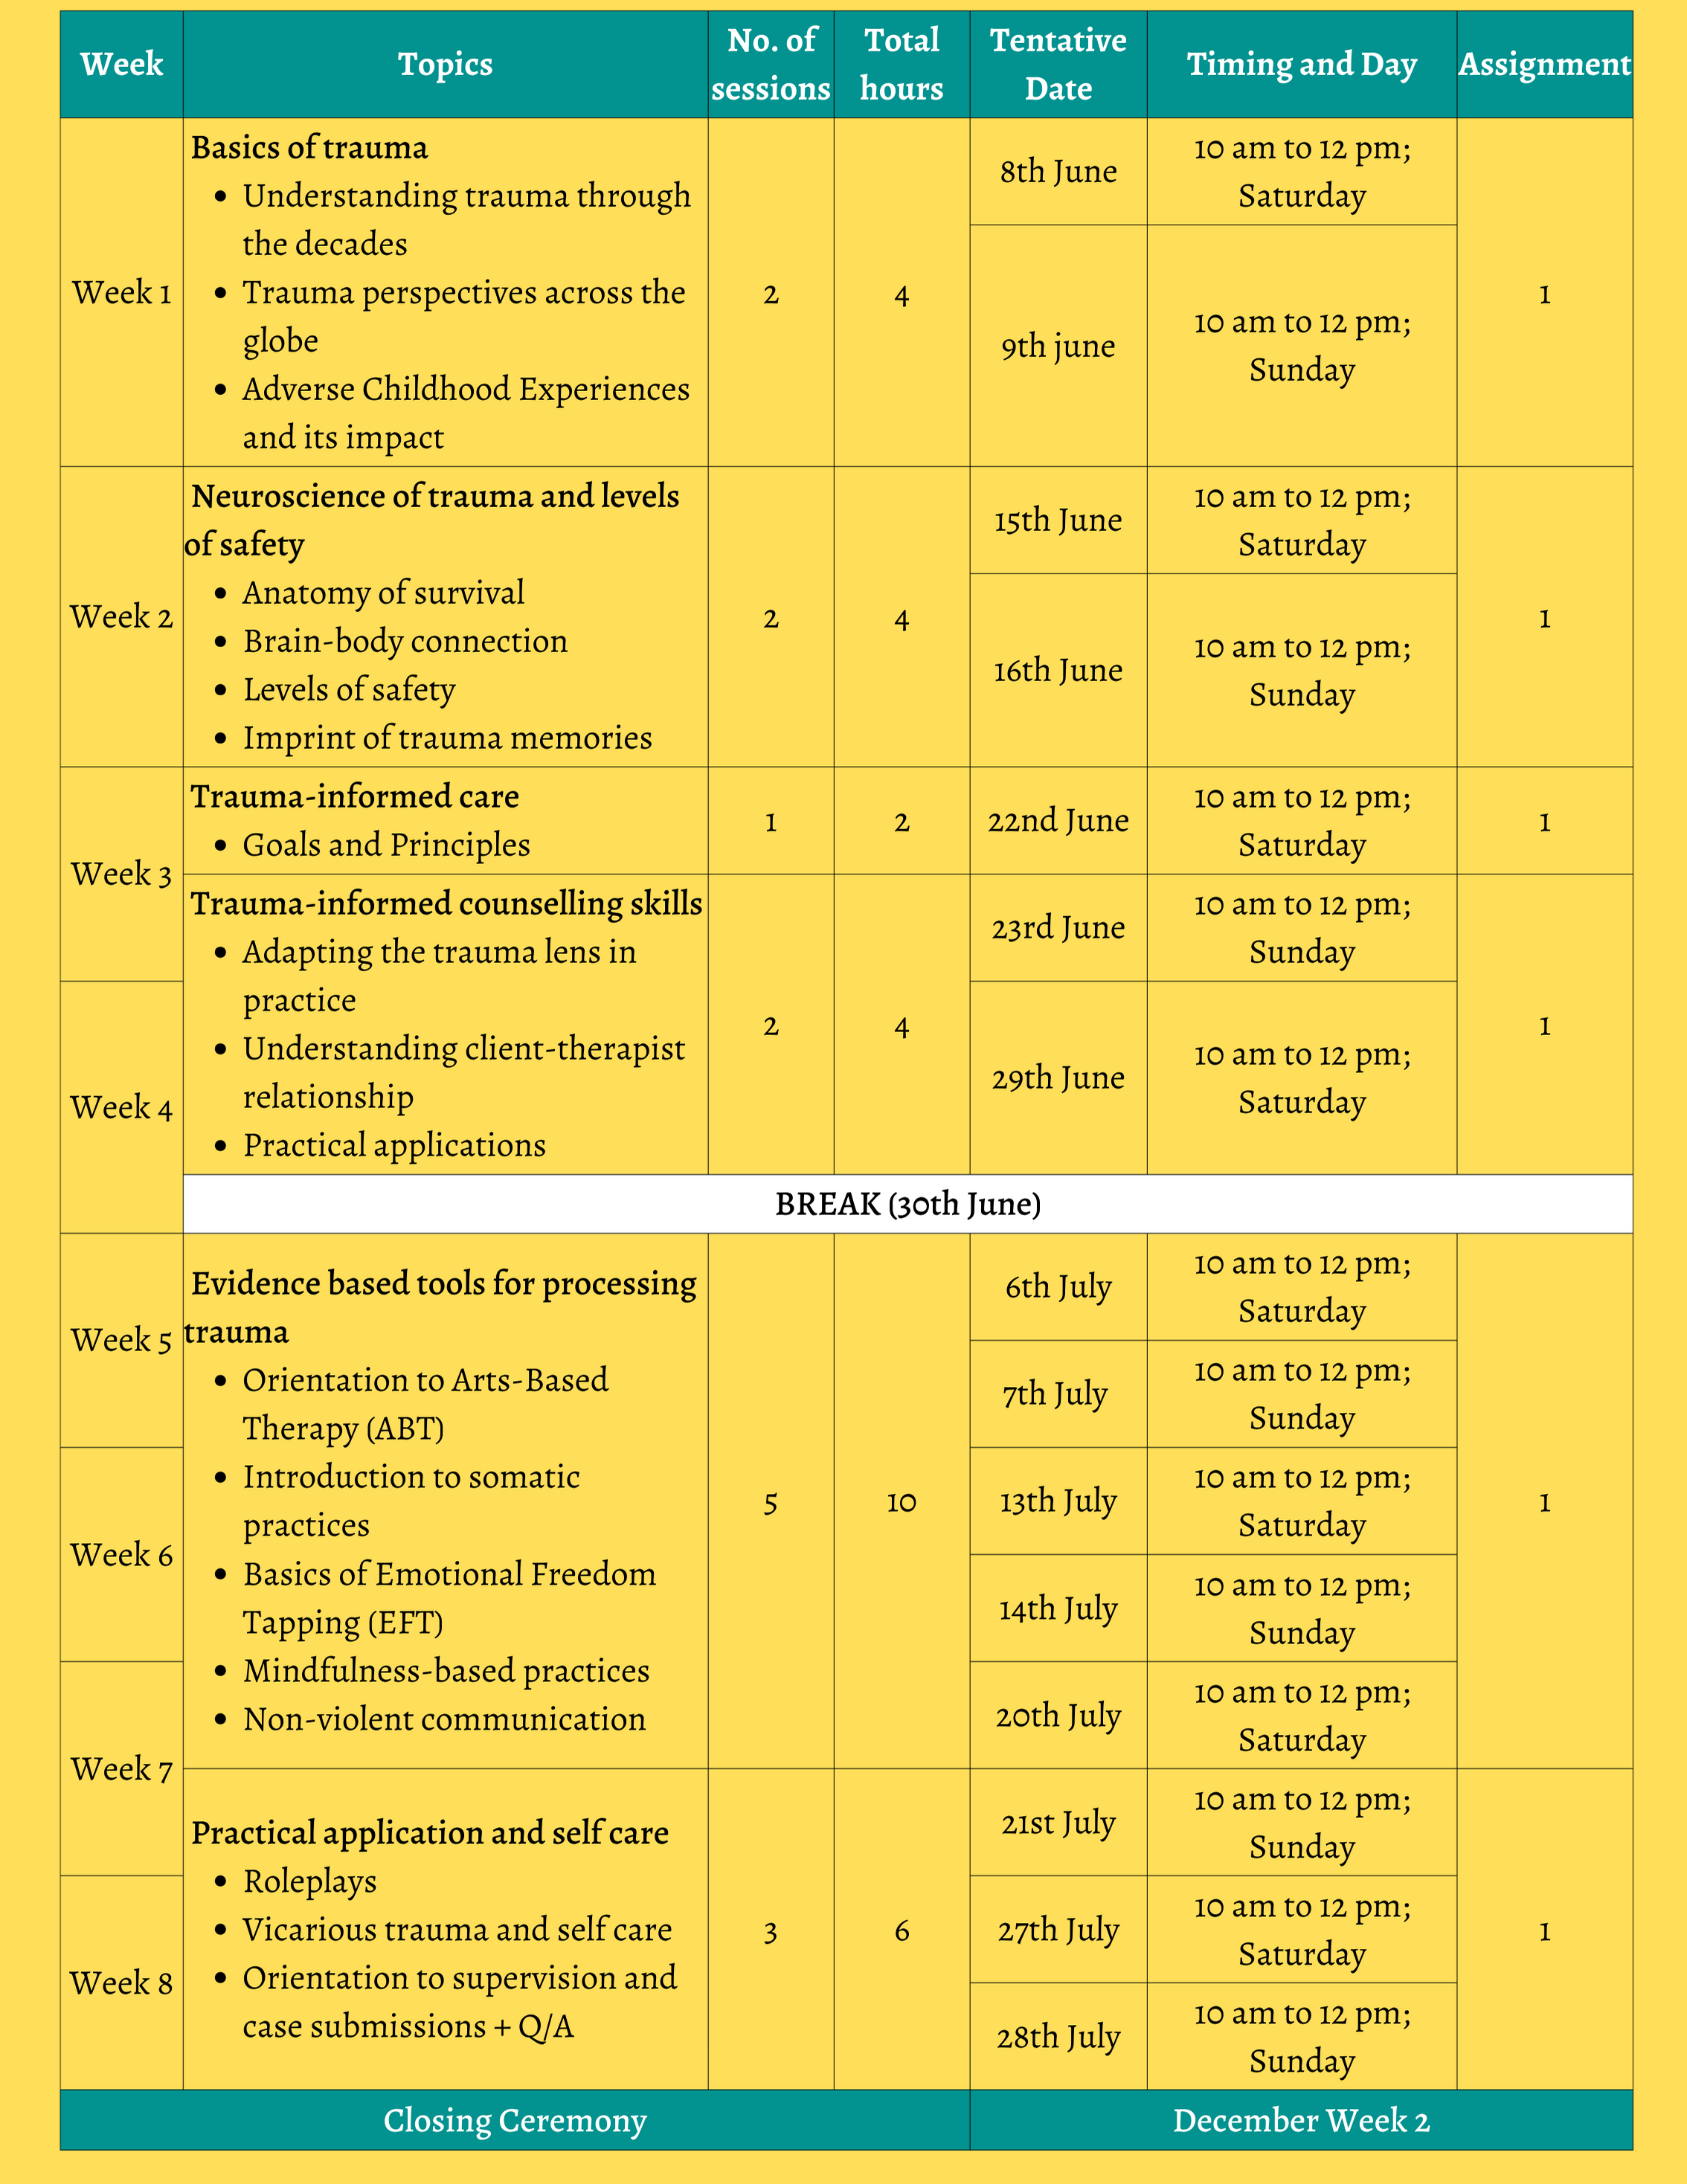 Week
Topics
No. of
sessions
Total
hours
Tentative
Date
Timing and Day
Assignment
Week 1
Basics of trauma
• Understanding trauma through
the decades
• Trauma perspectives across the
globe
• Adverse Childhood Experiences
and its impact
2
4
8th June
10 am to 12 pm;
Saturday
9th june
10 am to 12 pm;
Sunday
1
Week 2
Neuroscience of trauma and levels
of safety
• Anatomy of survival
• Brain-body connection
• Levels of safety
• Imprint of trauma memories
2
4
15th June
10 am to 12 pm;
Saturday
16th June
10 am to 12 pm;
Sunday
1
Week 3
Trauma-informed care
• Goals and Principles
1
2
22nd June
10 am to 12 pm;
Saturday
1
Trauma-informed counselling skills
• Adapting the trauma lens in
practice
• Understanding client-therapist
relationship
• Practical applications
2
4
23rd June
10 am to 12 pm;
Sunday
1
Week 4
29th June
10 am to 12 pm;
Saturday
BREAK (30th June)
Week 5
Evidence based tools for processing
trauma
• Orientation to Arts-Based
Therapy (ABT)
• Introduction to somatic
practices
• Basics of Emotional Freedom
Tapping (EFT)
• Mindfulness-based practices
• Non-violent communication
5
10
6th July
10 am to 12 pm;
Saturday
7th July
10 am to 12 pm;
Sunday
1
Week 6
13th July
10 am to 12 pm;
Saturday
14th July
10 am to 12 pm;
Sunday
Week 7
20th July
10 am to 12 pm;
Saturday
Practical application and self care
• Roleplays
• Vicarious trauma and self care
• Orientation to supervision and
case submissions + Q/A
3
6
21st July
10 am to 12 pm;
Sunday
1
Week 8
27th July
10 am to 12 pm;
Saturday
28th July
10 am to 12 pm;
Sunday
Closing Ceremony
December Week 2